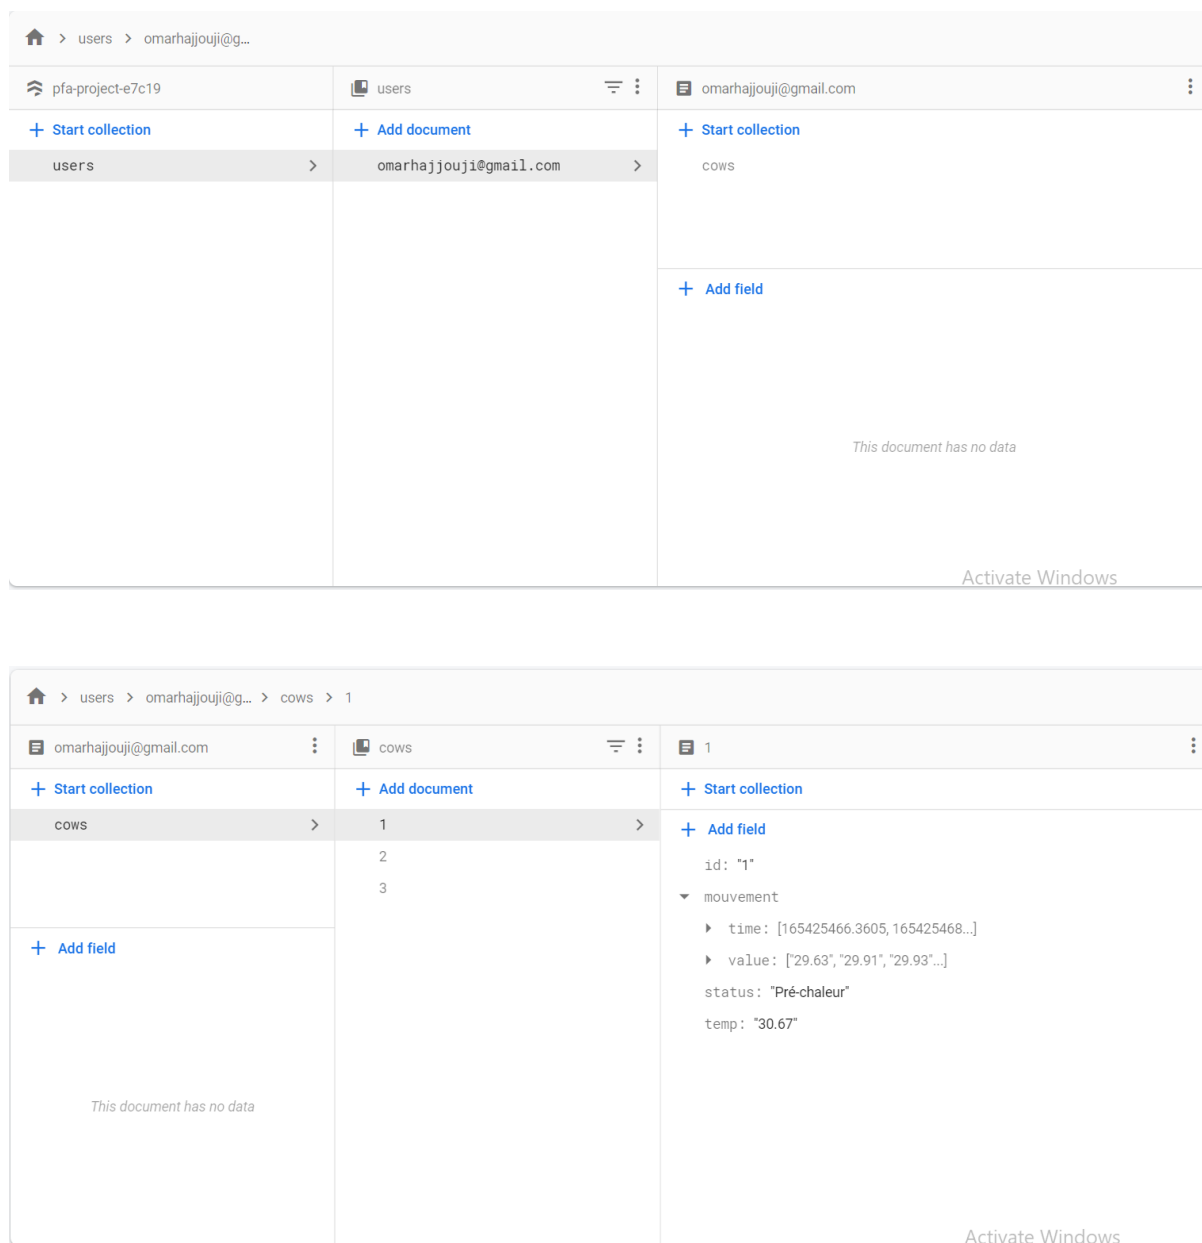 users omarhajjouji@g...
pfa-project-e7c19 users omarhajjouji@gmail.com
Start collection Add document Start collection
users omarhajjouji@gmail.com cows
Add field
This document has no data
Activate Windows
users omarhajjouji@g... cows 1
omarhajjouji@gmail.com cows 1
Start collection Add document Start collection
cows 1 Add field
2 id: "1"
3 mouvement
time: [165425466.3605, 165425468...]
Add field value: ["29.63", "29.91", "29.93"...]
status: "Pré-chaleur"
temp: "30.67"
This document has no data
Activate Windows